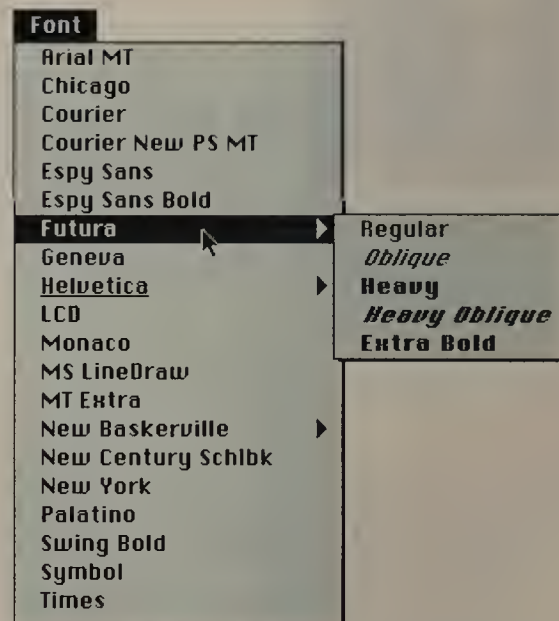 Font
Arial MT
Chicago
Courier
Courier New PS MT
Espy Sans
Espy Sans Bold
Futura
Geneva
Helvetica
LCD
Monaco
MS LineDraw
MT Extra
New Baskerville
New Century Schlbk
New York
Palatino
Swing Bold
Symbol
Times
Regular
Oblique
Heavy
Heavy Oblique
Extra Bold